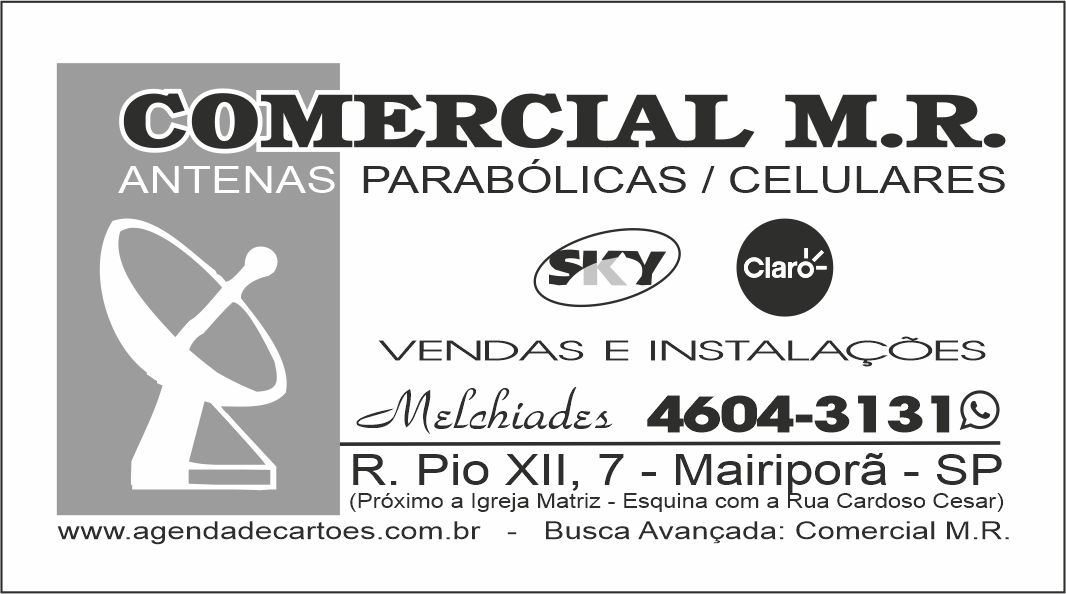 COMERCIAL M.R.
ANTENAS PARABÓLICAS / CELULARES
SKY Claro
VENDAS E INSTALAÇÕES
Melchiades 4604-3131
R. Pio XII, 7 - Mairiporã - SP
(Próximo a Igreja Matriz - Esquina com a Rua Cardoso Cesar)
www.agendadecartoes.com.br - Busca Avançada: Comercial M.R.